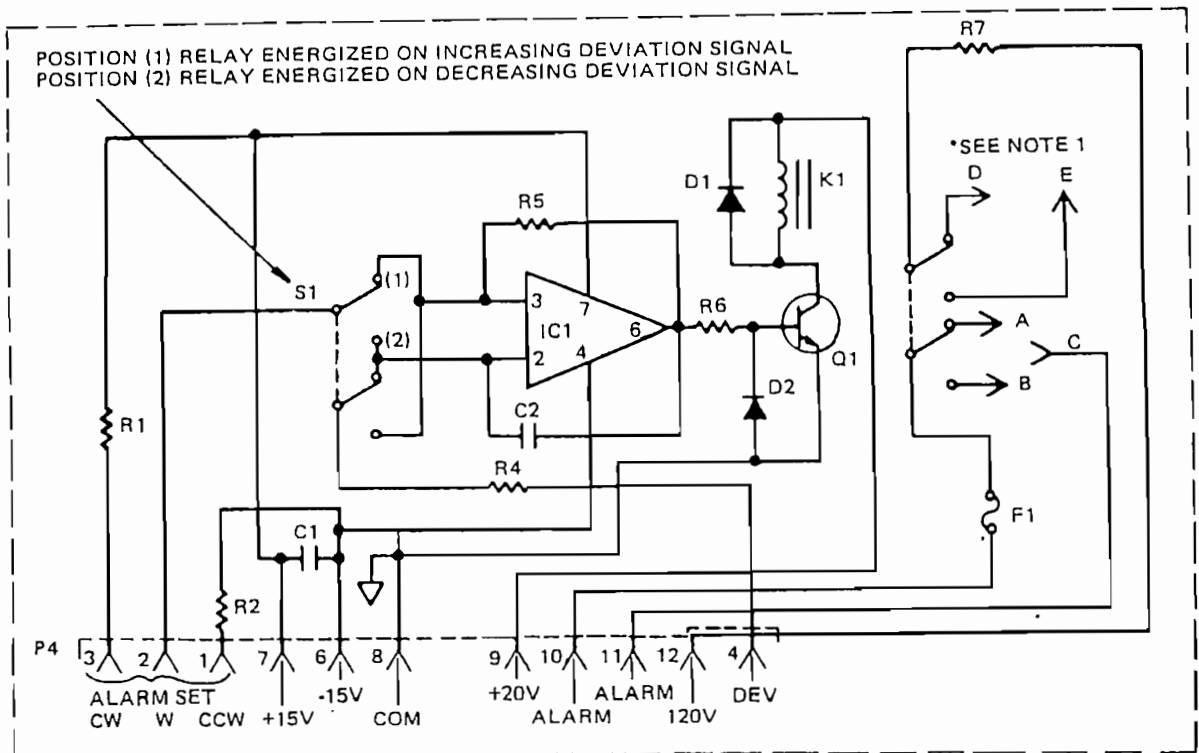 POSITION (1) RELAY ENERGIZED ON INCREASING DEVIATION SIGNAL
POSITION (2) RELAY ENERGIZED ON DECREASING DEVIATION SIGNAL
R7
*SEE NOTE 1
D
E
D1
K1
R5
S1
(1)
3
7
IC1
6
R6
(2)
2
4
Q1
A
C
B
D2
C2
R1
R4
F1
C1
R2
P4
3
2
1
7
6
8
9
10
11
12
4
ALARM SET
CW
W
CCW
+15V
-15V
COM
+20V
ALARM
ALARM
120V
DEV